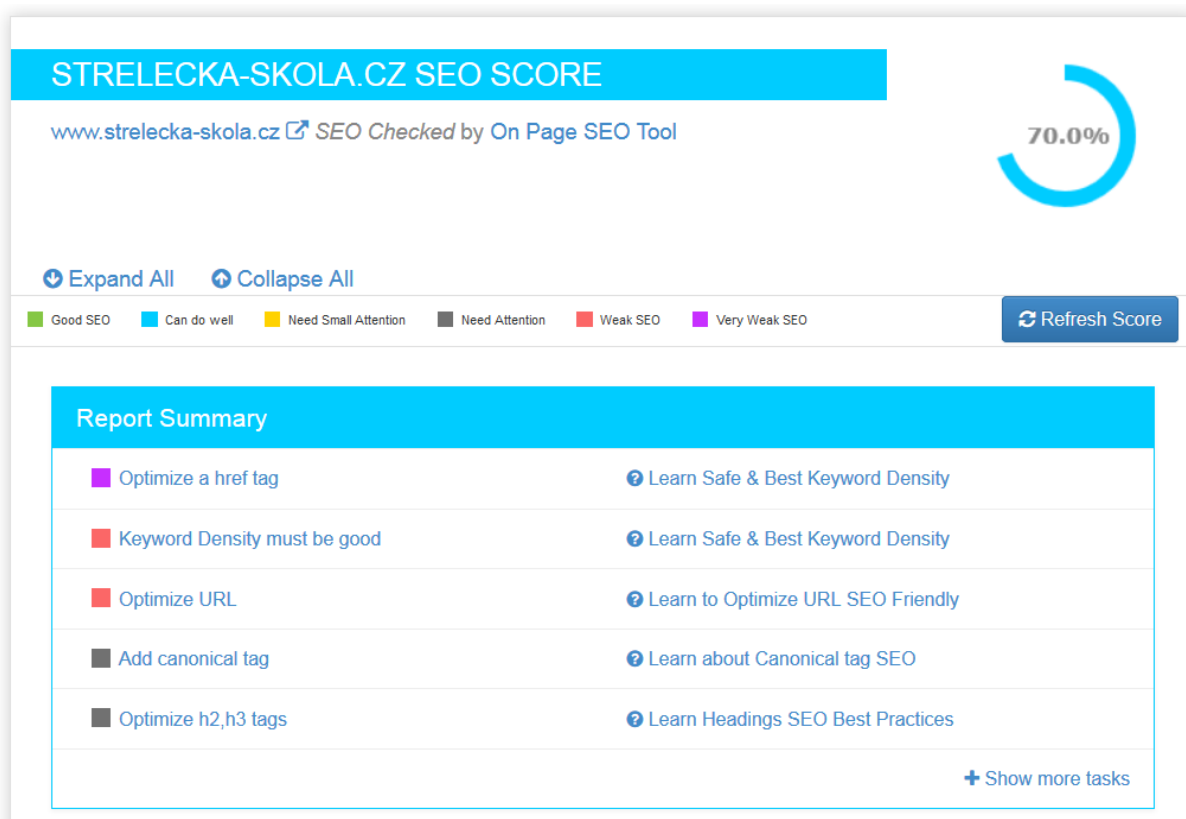 STRELECKA-SKOLA.CZ SEO SCORE
www.strelecka-skola.cz SEO Checked by On Page SEO Tool
70.0%
Expand All Collapse All
Good SEO Can do well Need Small Attention Need Attention Weak SEO Very Weak SEO Refresh Score
Report Summary
Optimize a href tag Learn Safe & Best Keyword Density
Keyword Density must be good Learn Safe & Best Keyword Density
Optimize URL Learn to Optimize URL SEO Friendly
Add canonical tag Learn about Canonical tag SEO
Optimize h2,h3 tags Learn Headings SEO Best Practices
Show more tasks